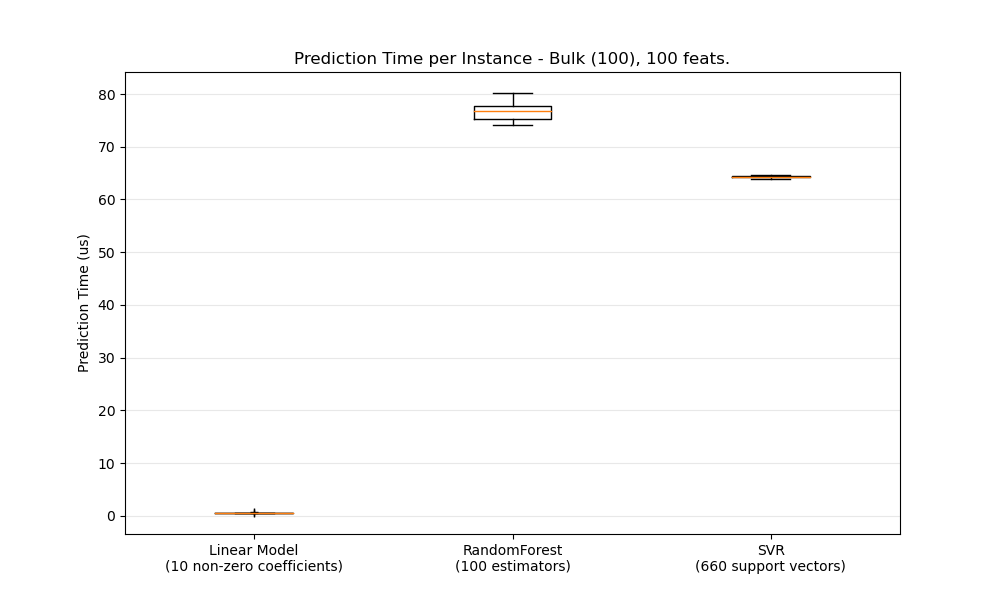 Prediction Time per Instance - Bulk (100), 100 feats.
Prediction Time (us)
80
70
60
50
40
30
20
10
0
Linear Model
(10 non-zero coefficients)
RandomForest
(100 estimators)
SVR
(660 support vectors)